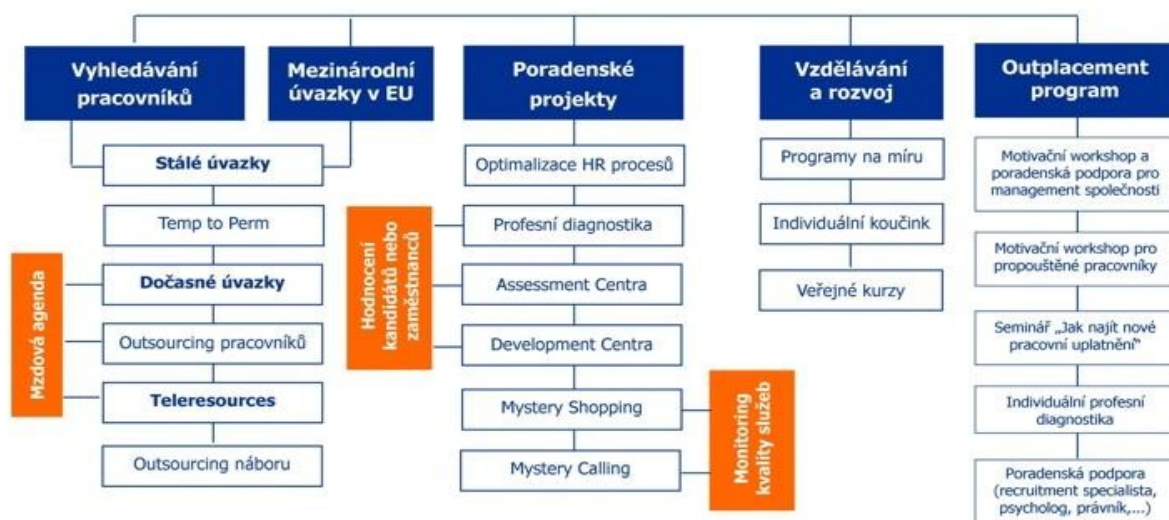 Vyhledávání
pracovníků
Mezinárodní
úvazky v EU
Poradenské
projekty
Vzdělávání
a rozvoj
Outplacement
program
Stálé úvazky
Temp to Perm
Dočasné úvazky
Outsourcing pracovníků
Teleresources
Outsourcing náboru
Mzdová agenda
Optimalizace HR procesů
Profesní diagnostika
Assessment Centra
Development Centra
Mystery Shopping
Mystery Calling
Hodnocení
kandidátů nebo
zaměstnanců
Monitoring
kvality služeb
Programy na míru
Individuální koučink
Veřejné kurzy
Motivační workshop a
poradenská podpora pro
management společnosti
Motivační workshop pro
propouštěné pracovníky
Seminář „Jak najít nové
pracovní uplatnění“
Individuální profesní
diagnostika
Poradenská podpora
(recruitment specialista,
psycholog, právník,...)